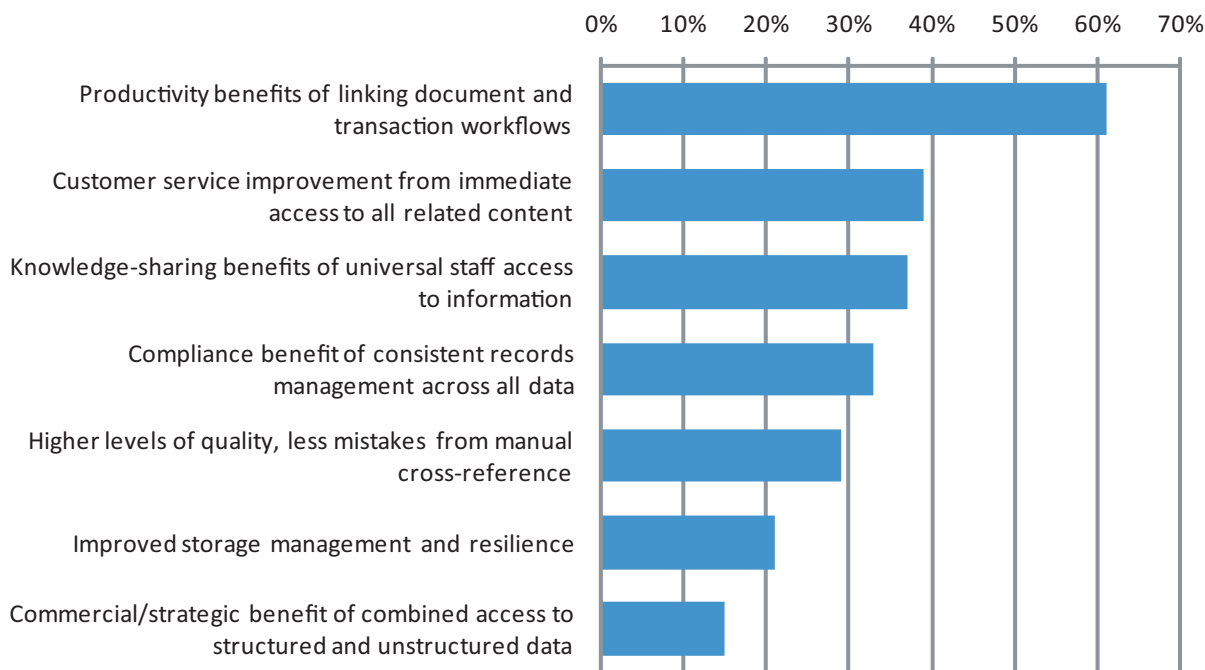 0% 10% 20% 30% 40% 50% 60% 70%
Productivity benefits of linking document and
transaction workflows
Customer service improvement from immediate
access to all related content
Knowledge-sharing benefits of universal staff access
to information
Compliance benefit of consistent records
management across all data
Higher levels of quality, less mistakes from manual
cross-reference
Improved storage management and resilience
Commercial/strategic benefit of combined access to
structured and unstructured data